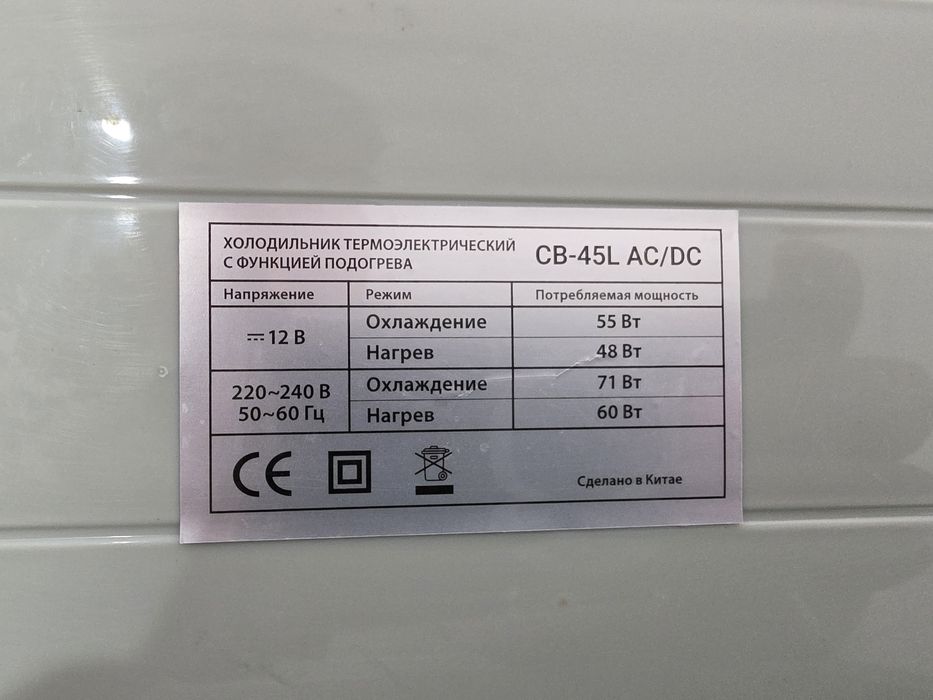 ХОЛОДИЛЬНИК ТЕРМОЭЛЕКТРИЧЕСКИЙ
С ФУНКЦИЕЙ ПОДОГРЕВА
CB-45L AC/DC
Напряжение Режим Потребляемая мощность
12 В
Охлаждение 55 Вт
Нагрев 48 Вт
220~240 В
50~60 Гц
Охлаждение 71 Вт
Нагрев 60 Вт
CE
Сделано в Китае